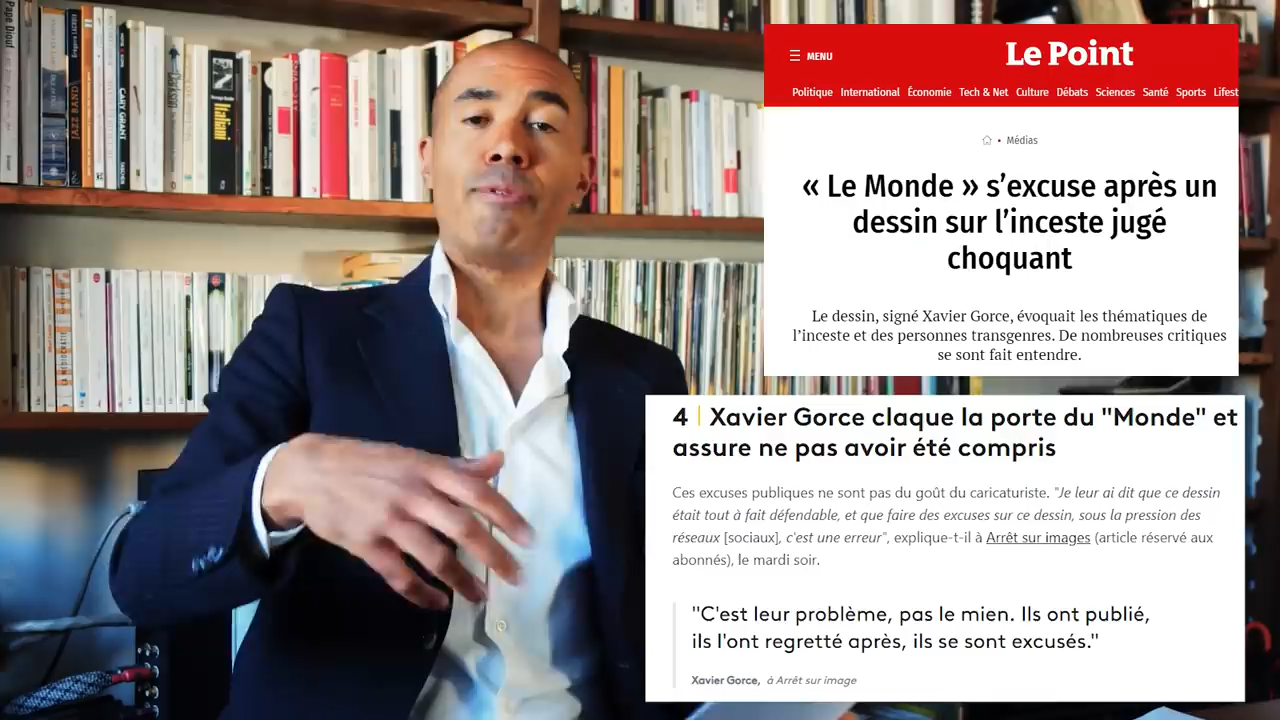 Pape Diouf
JAZZ BAND
CARY GRANT
MENU
Le Point
Politique International Économie Tech & Net Culture Débats Sciences Santé Sports Lifest
• Médias
« Le Monde » s’excuse après un
dessin sur l’inceste jugé
choquant
Le dessin, signé Xavier Gorce, évoquait les thématiques de
l’inceste et des personnes transgenres. De nombreuses critiques
se sont fait entendre.
4 | Xavier Gorce claque la porte du "Monde" et
assure ne pas avoir été compris
Ces excuses publiques ne sont pas du goût du caricaturiste. "Je leur ai dit que ce dessin
était tout à fait défendable, et que faire des excuses sur ce dessin, sous la pression des
réseaux [sociaux], c'est une erreur", explique-t-il à Arrêt sur images (article réservé aux
abonnés), le mardi soir.
"C'est leur problème, pas le mien. Ils ont publié,
ils l'ont regretté après, ils se sont excusés."
Xavier Gorce, à Arrêt sur image